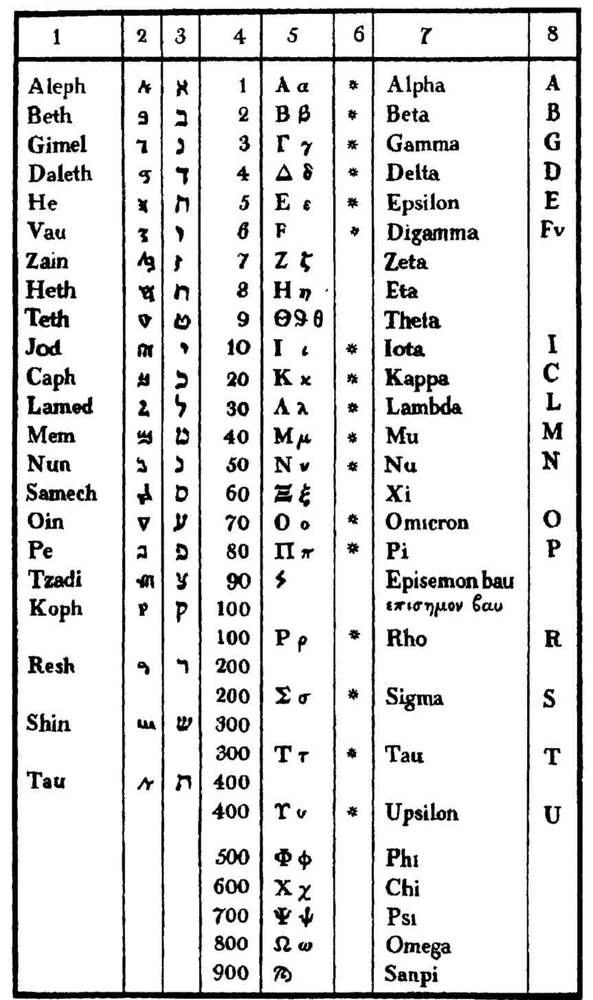 1 2 3 4 5 6 7 8
Aleph א 1 Α α * Alpha A
Beth ב 2 Β β * Beta B
Gimel נ 3 Γ γ * Gamma G
Daleth ד 4 Δ δ * Delta D
He ת 5 Ε ε * Epsilon E
Vau ו 6 F * Digamma Fv
Zain ז 7 Ζ ζ Zeta
Heth ח 8 Η η Eta
Teth ט 9 Θ ϑ θ Theta
Jod י 10 Ι ι * Iota I
Caph כ 20 Κ ϰ * Kappa C
Lamed ל 30 Λ λ * Lambda L
Mem מ 40 Μ μ * Mu M
Nun נ 50 Ν ν * Nu N
Samech ס 60 Ξ ξ Xi
Oin ע 70 Ο ο * Omicron O
Pe פ 80 Π π * Pi P
Tzadi צ 90 Episemon bau
Koph ק 100 επισημον ϐαυ
100 Ρ ρ * Rho R
Resh ר 200
200 Σ σ * Sigma S
Shin ש 300
300 Τ τ * Tau T
Tau ת 400
400 ϒ υ * Upsilon U
500 Φ ϕ Phi
600 Χ χ Chi
700 Ψ ψ Psi
800 Ω ω Omega
900 ϡ Sanpi